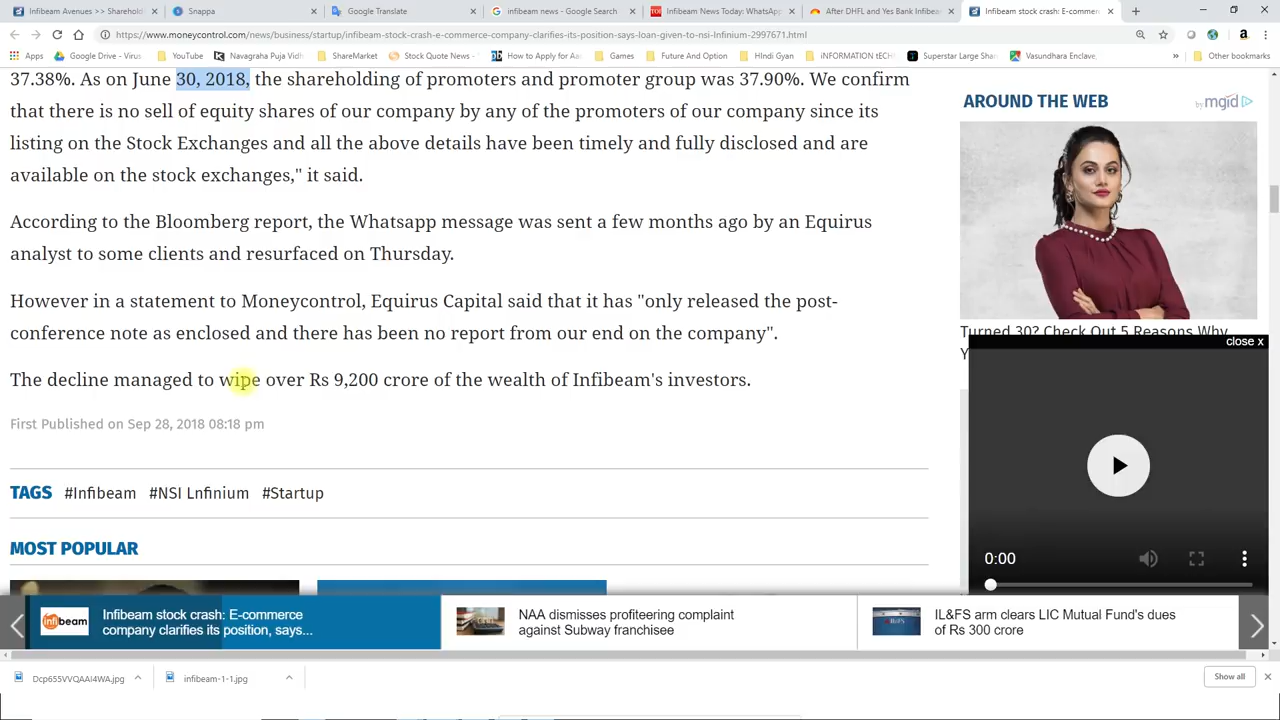 Infibeam Avenues >> Sharehold
Snappa
Google Translate
infibeam news - Google Search
Infibeam News Today: WhatsApp
After DHFL and Yes Bank Infibeam
Infibeam stock crash: E-commerc
https://www.moneycontrol.com/news/business/startup/infibeam-stock-crash-e-commerce-company-clarifies-its-position-says-loan-given-to-nsi-lnfinium-2997671.html
Apps
Google Drive - Virus
YouTube
Navagraha Puja Vidh
ShareMarket
Stock Quote News -
How to Apply for Aa
Games
Future And Option
HIndi Gyan
iNFORMATION tECH
Superstar Large Shar
Vasundhara Enclave,
Other bookmarks
37.38%. As on June 30, 2018, the shareholding of promoters and promoter group was 37.90%. We confirm
that there is no sell of equity shares of our company by any of the promoters of our company since its
listing on the Stock Exchanges and all the above details have been timely and fully disclosed and are
available on the stock exchanges," it said.
According to the Bloomberg report, the Whatsapp message was sent a few months ago by an Equirus
analyst to some clients and resurfaced on Thursday.
However in a statement to Moneycontrol, Equirus Capital said that it has "only released the post-
conference note as enclosed and there has been no report from our end on the company".
The decline managed to wipe over Rs 9,200 crore of the wealth of Infibeam's investors.
First Published on Sep 28, 2018 08:18 pm
TAGS #Infibeam #NSI Lnfinium #Startup
MOST POPULAR
AROUND THE WEB
by mgid
Turned 30? Check Out 5 Reasons Why
Y
close x
0:00
infibeam
Infibeam stock crash: E-commerce
company clarifies its position, says...
NAA dismisses profiteering complaint
against Subway franchisee
IL&FS arm clears LIC Mutual Fund's dues
of Rs 300 crore
Dcp655VVQAAI4WA.jpg
infibeam-1-1.jpg
Show all